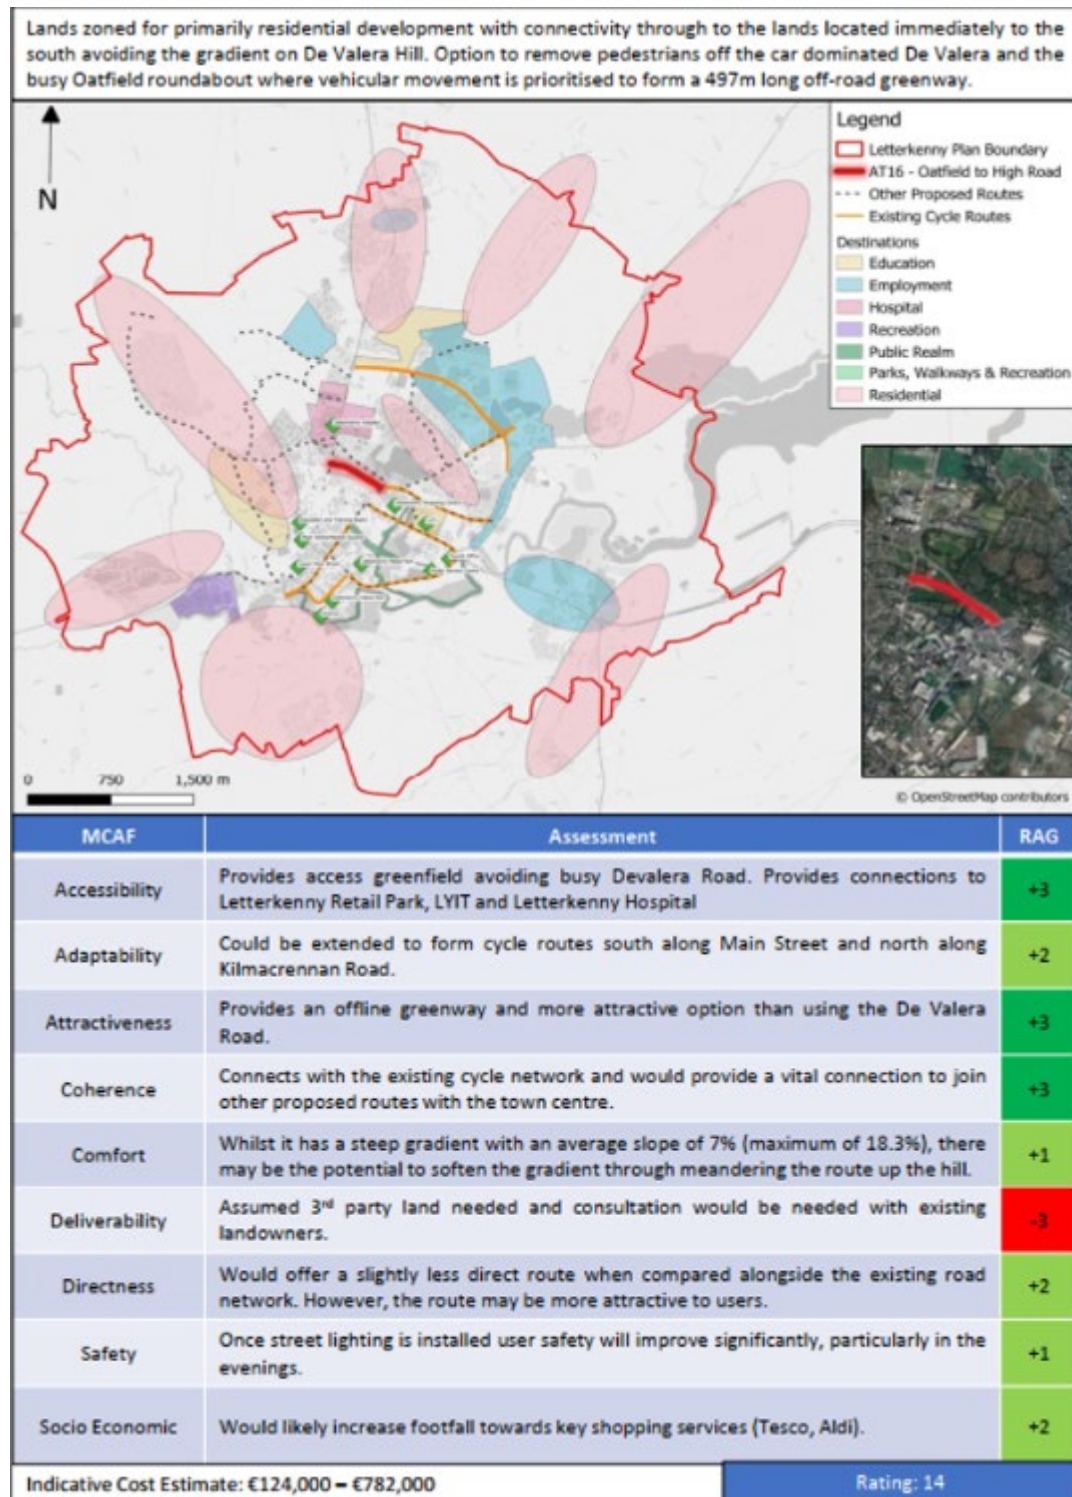 Lands zoned for primarily residential development with connectivity through to the lands located immediately to the
south avoiding the gradient on De Valera Hill. Option to remove pedestrians off the car dominated De Valera and the
busy Oatfield roundabout where vehicular movement is prioritised to form a 497m long off-road greenway.
N
Legend
Letterkenny Plan Boundary
AT16 - Oatfield to High Road
Other Proposed Routes
Existing Cycle Routes
Destinations
Education
Employment
Hospital
Recreation
Public Realm
Parks, Walkways & Recreation
Residential
0 750 1,500 m
© OpenStreetMap contributors
MCAF Assessment RAG
Accessibility
Provides access greenfield avoiding busy Devalera Road. Provides connections to
Letterkenny Retail Park, LYIT and Letterkenny Hospital
+3
Adaptability
Could be extended to form cycle routes south along Main Street and north along
Kilmacrennan Road.
+2
Attractiveness
Provides an offline greenway and more attractive option than using the De Valera
Road.
+3
Coherence
Connects with the existing cycle network and would provide a vital connection to join
other proposed routes with the town centre.
+3
Comfort
Whilst it has a steep gradient with an average slope of 7% (maximum of 18.3%), there
may be the potential to soften the gradient through meandering the route up the hill.
+1
Deliverability
Assumed 3rd party land needed and consultation would be needed with existing
landowners.
-3
Directness
Would offer a slightly less direct route when compared alongside the existing road
network. However, the route may be more attractive to users.
+2
Safety
Once street lighting is installed user safety will improve significantly, particularly in the
evenings.
+1
Socio Economic
Would likely increase footfall towards key shopping services (Tesco, Aldi).
+2
Indicative Cost Estimate: €124,000 – €782,000
Rating: 14